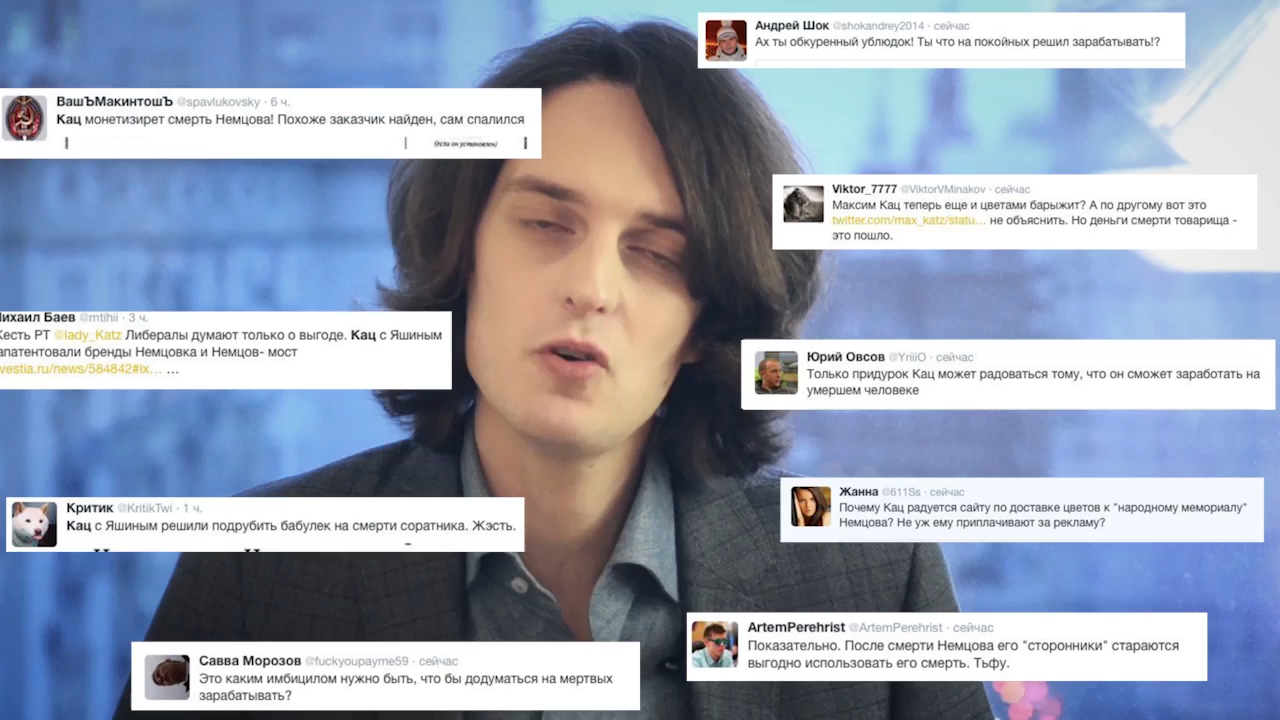 Андрей Шок @shokandrey2014 · сейчас
Ах ты обкуренный ублюдок! Ты что на покойных решил зарабатывать!?
ВашЪМакинтошЪ @spavlukovsky · 6 ч.
Кац монетизирет смерть Немцова! Похоже заказчик найден, сам спалился
(если он установлен)
Viktor_7777 @ViktorVMinakov · сейчас
Максим Кац теперь еще и цветами барыжит? А по другому вот это
twitter.com/max_katz/statu... не объяснить. Но деньги смерти товарища -
это пошло.
ихаил Баев @mtihii · 3 ч.
Кесть РТ @lady_Katz Либералы думают только о выгоде. Кац с Яшиным
апатентовали бренды Немцовка и Немцов- мост
vestia.ru/news/584842#ix... ...
Юрий Овсов @YriiiO · сейчас
Только придурок Кац может радоваться тому, что он сможет заработать на
умершем человеке
Жанна @611Ss · сейчас
Почему Кац радуется сайту по доставке цветов к "народному мемориалу"
Немцова? Не уж ему приплачивают за рекламу?
Критик @KritikTwi · 1 ч.
Кац с Яшиным решили подрубить бабулек на смерти соратника. Жэсть.
ArtemPerehrist @ArtemPerehrist · сейчас
Показательно. После смерти Немцова его "сторонники" стараются
выгодно использовать его смерть. Тьфу.
Савва Морозов @fuckyoupayme59 · сейчас
Это каким имбицилом нужно быть, что бы додуматься на мертвых
зарабатывать?